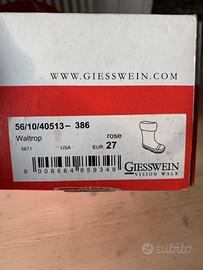 WWW.GIESSWEIN.COM
56/10/40513- 386
Waltrop
rose
5671 USA EUR 27
9 008664 859348
GIESSWEIN
VISION WALK
subito